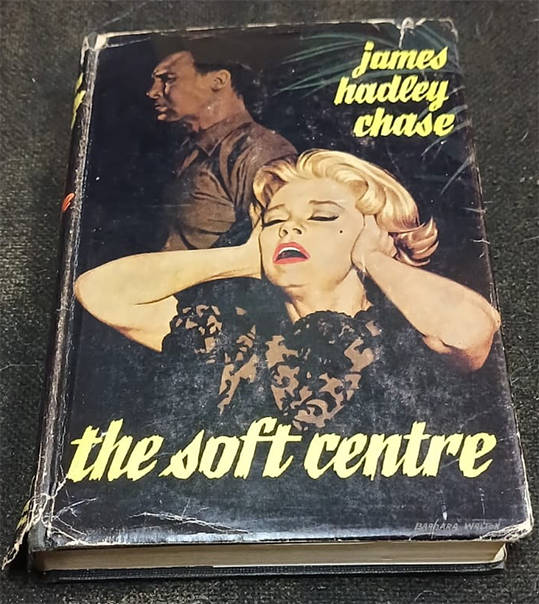 james
hadley
chase
the soft centre
BARBARA WALTON